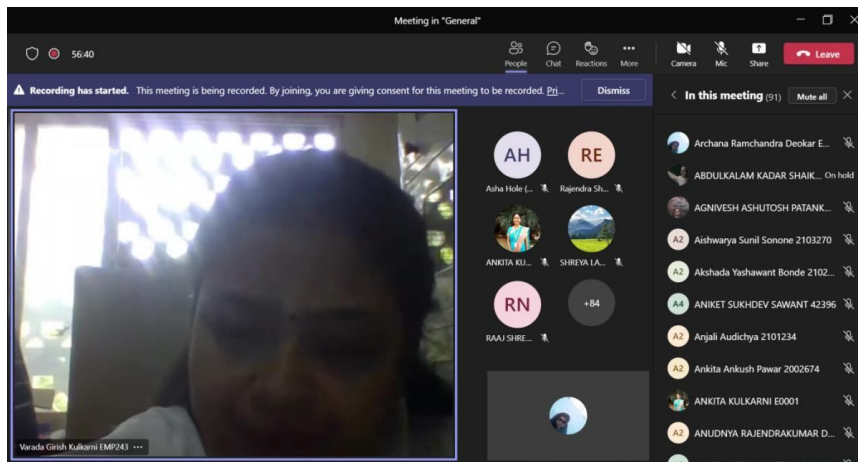 Meeting in "General"
56:40
People Chat Reactions More Camera Mic Share Leave
Recording has started. This meeting is being recorded. By joining, you are giving consent for this meeting to be recorded. Pri... Dismiss
In this meeting (91) Mute all
AH
Asha Hole (...
RE
Rajendra Sh...
ANKITA KU...
SHREYA LA...
RN
RAAJ SHRE...
+84
Varada Girish Kulkarni EMP243
Archana Ramchandra Deokar E...
ABDULKALAM KADAR SHAIK... On hold
AGNIVESH ASHUTOSH PATANK...
A2 Aishwarya Sunil Sonone 2103270
A2 Akshada Yashawant Bonde 2102...
A4 ANIKET SUKHDEV SAWANT 42396
A2 Anjali Audichya 2101234
A2 Ankita Ankush Pawar 2002674
ANKITA KULKARNI E0001
A2 ANUDNYA RAJENDRAKUMAR D...